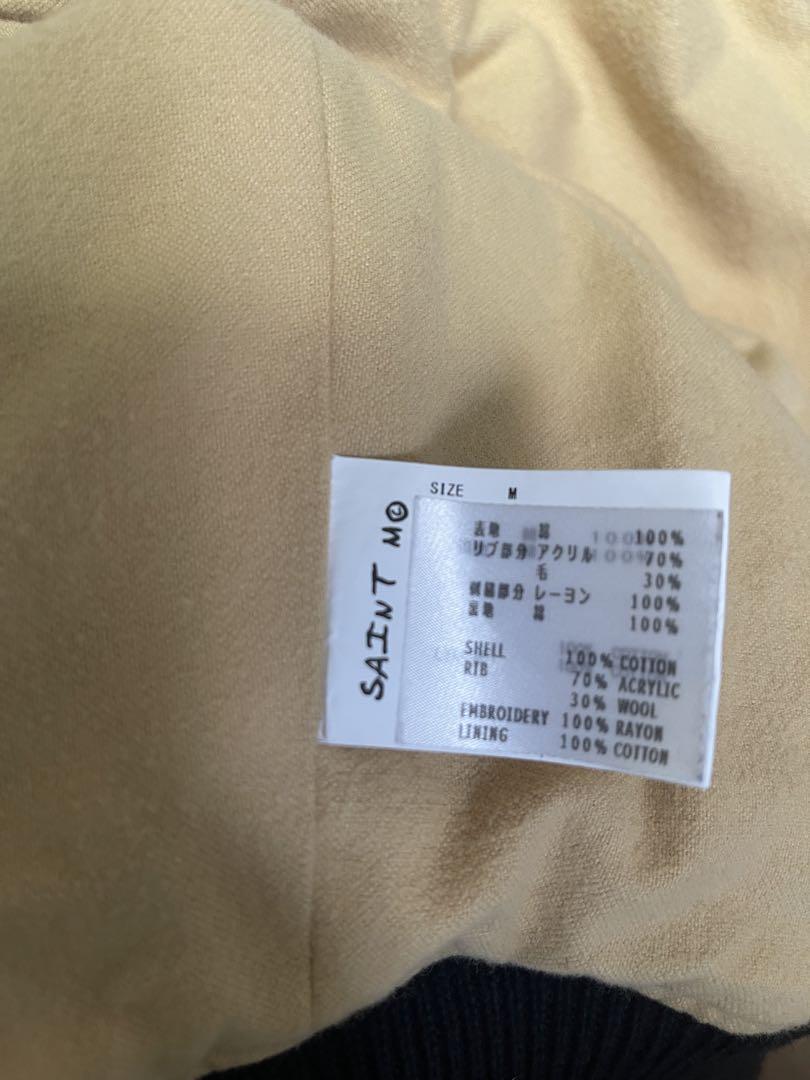 SIZE M
SAINT M©
表地 綿 100%
リブ部分 アクリル 70%
毛 30%
刺繍部分 レーヨン 100%
裏地 綿 100%
SHELL 100% COTTON
RIB 70% ACRYLIC
30% WOOL
EMBROIDERY 100% RAYON
LINING 100% COTTON